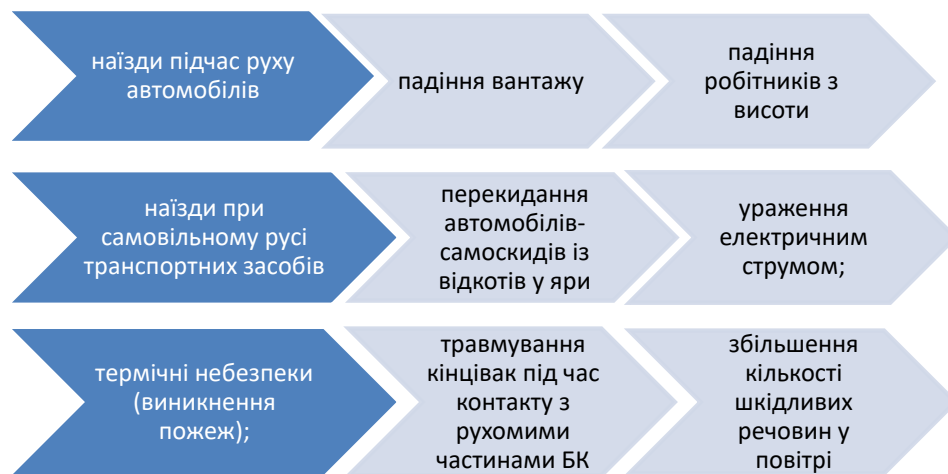 наїзди підчас руху
автомобілів
падіння вантажу
падіння
робітників з
висоти
наїзди при
самовільному русі
транспортних засобів
перекидання
автомобілів-
самоскидів із
відкотів у яри
ураження
електричним
струмом;
термічні небезпеки
(виникнення
пожеж);
травмування
кінцівак під час
контакту з
рухомими
частинами БК
збільшення
кількості
шкідливих
речовин у
повітрі